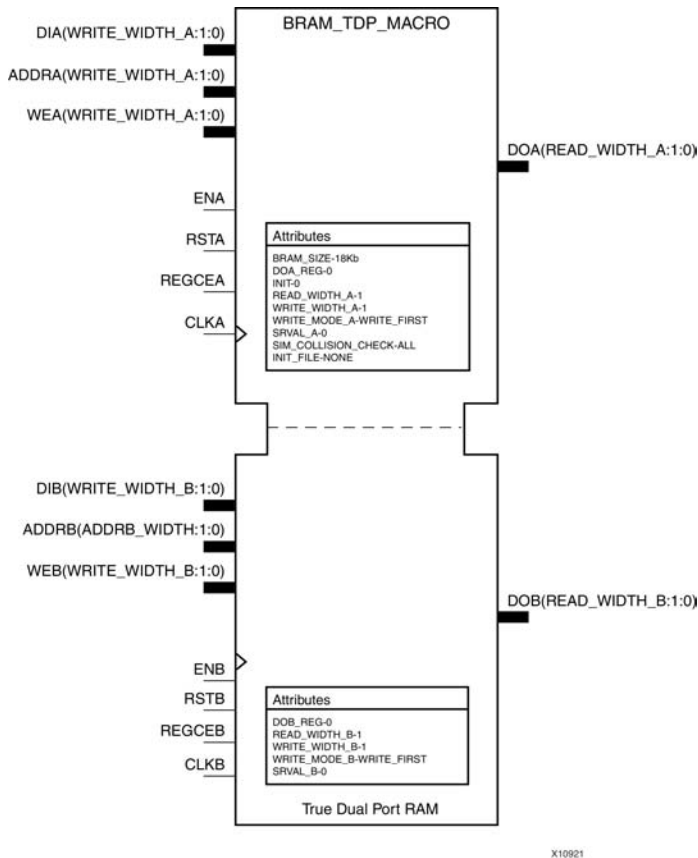 BRAM_TDP_MACRO
DIA(WRITE_WIDTH_A:1:0)
ADDRA(WRITE_WIDTH_A:1:0)
WEA(WRITE_WIDTH_A:1:0)
DOA(READ_WIDTH_A:1:0)
ENA
RSTA
REGCEA
CLKA
Attributes
BRAM_SIZE-18Kb
DOA_REG-0
INIT-0
READ_WIDTH_A-1
WRITE_WIDTH_A-1
WRITE_MODE_A-WRITE_FIRST
SRVAL_A-0
SIM_COLLISION_CHECK-ALL
INIT_FILE-NONE
DIB(WRITE_WIDTH_B:1:0)
ADDRB(ADDRB_WIDTH:1:0)
WEB(WRITE_WIDTH_B:1:0)
DOB(READ_WIDTH_B:1:0)
ENB
RSTB
REGCEB
CLKB
Attributes
DOB_REG-0
READ_WIDTH_B-1
WRITE_WIDTH_B-1
WRITE_MODE_B-WRITE_FIRST
SRVAL_B-0
True Dual Port RAM
X10921